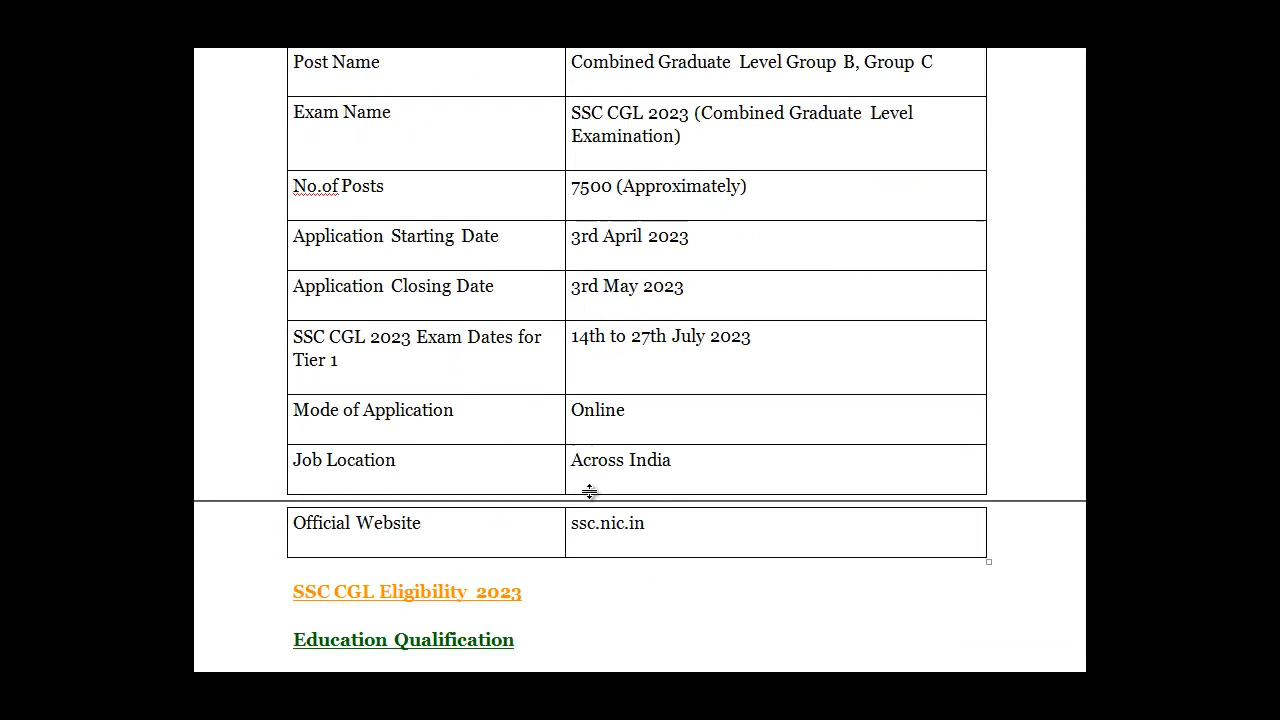 Post Name
Combined Graduate Level Group B, Group C
Exam Name
SSC CGL 2023 (Combined Graduate Level
Examination)
No.of Posts
7500 (Approximately)
Application Starting Date
3rd April 2023
Application Closing Date
3rd May 2023
SSC CGL 2023 Exam Dates for
Tier 1
14th to 27th July 2023
Mode of Application
Online
Job Location
Across India
Official Website
ssc.nic.in
SSC CGL Eligibility 2023
Education Qualification